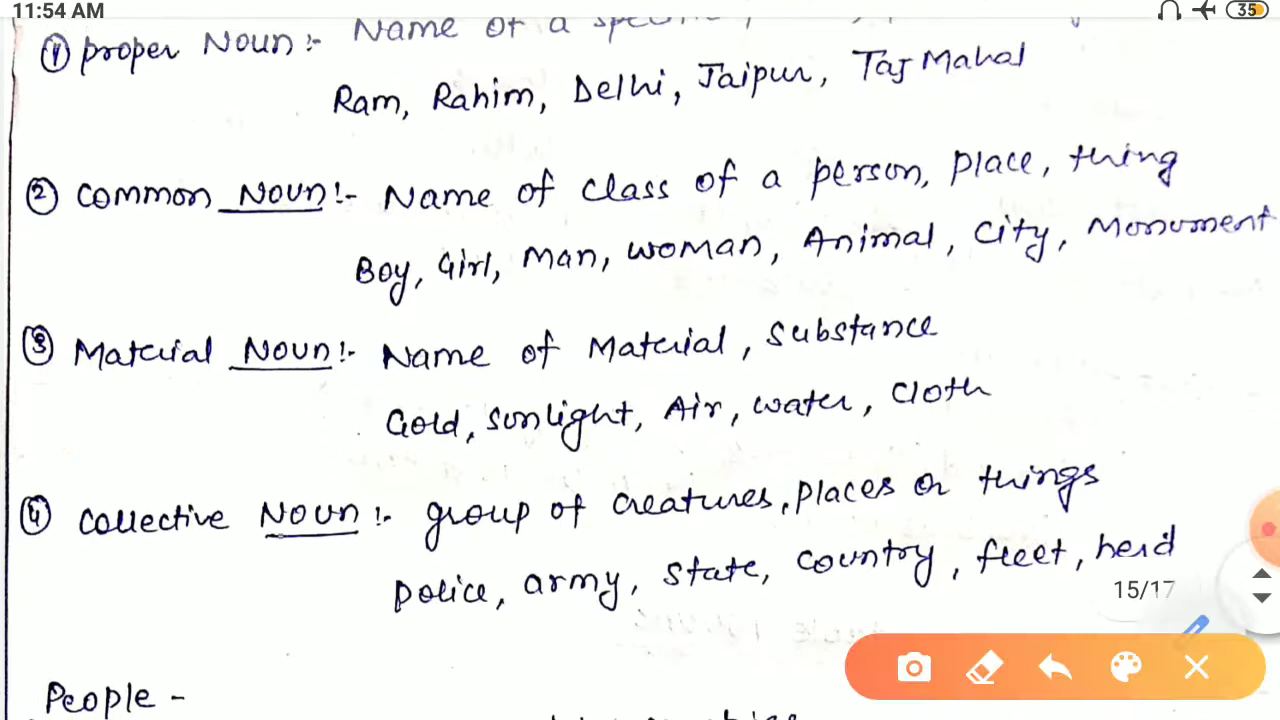 11:54 AM
35
① proper Noun:- Name of a
Ram, Rahim, Delhi, Jaipur, Taj Mahal
② Common Noun!- Name of Class of a person, place, thing
Boy, Girl, Man, woman, Animal, City, Monument
③ Material Noun!- Name of Material, Substance
Gold, sunlight, Air, water, Cloth
④ Collective Noun!- group of creatures, places or things
police, army, state, country, fleet, herd
15/17
People -